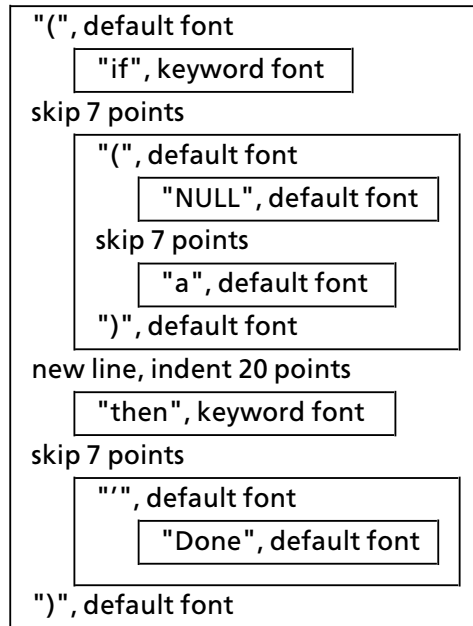 "(", default font
"if", keyword font
skip 7 points
"(", default font
"NULL", default font
skip 7 points
"a", default font
")", default font
new line, indent 20 points
"then", keyword font
skip 7 points
"′", default font
"Done", default font
")", default font